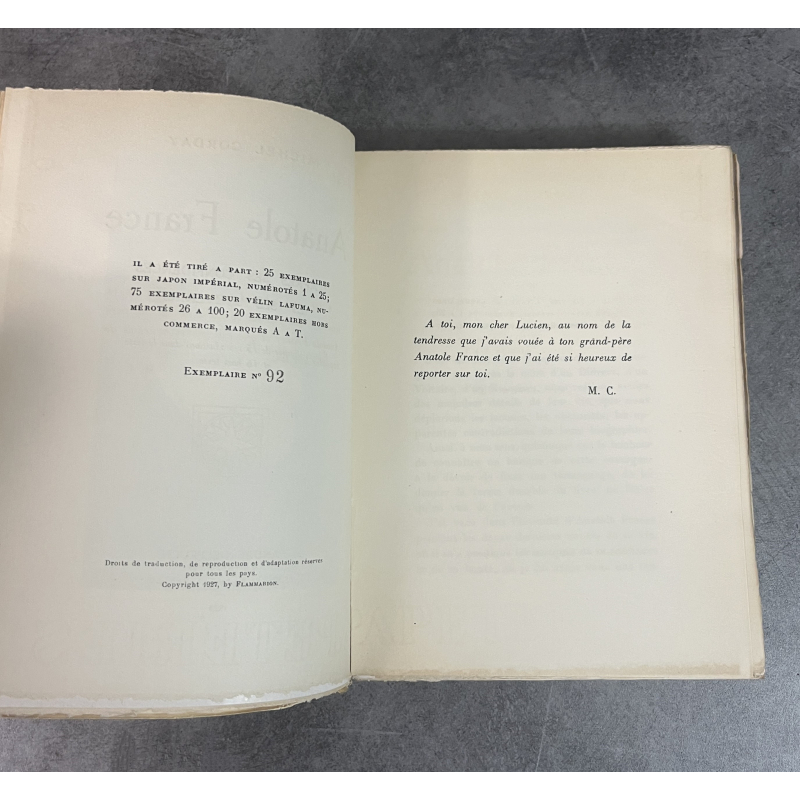 IL A ÉTÉ TIRÉ A PART : 25 EXEMPLAIRES
SUR JAPON IMPÉRIAL, NUMÉROTÉS 1 A 25;
75 EXEMPLAIRES SUR VÉLIN LAFUMA, NU-
MÉROTÉS 26 A 100; 20 EXEMPLAIRES HORS
COMMERCE, MARQUÉS A A T.
EXEMPLAIRE Nº 92
Droits de traduction, de reproduction et d'adaptation réservés
pour tous les pays.
Copyright 1927, by FLAMMARION.
A toi, mon cher Lucien, au nom de la
tendresse que j'avais vouée à ton grand-père
Anatole France et que j'ai été si heureux de
reporter sur toi.
M. C.